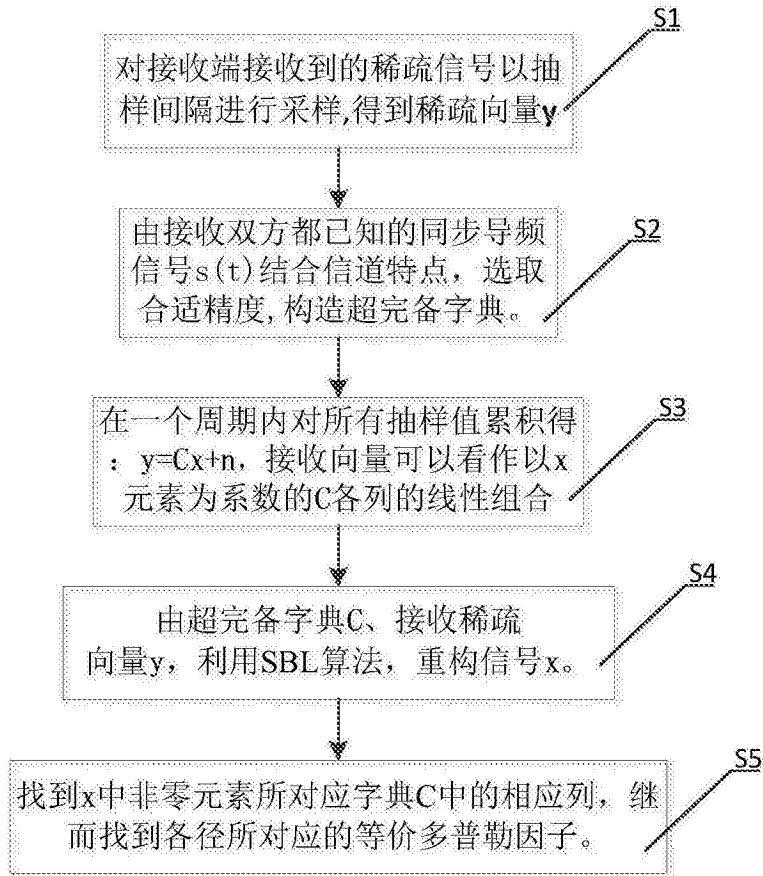 S1
对接收端接收到的稀疏信号以抽
样间隔进行采样,得到稀疏向量y
S2
由接收双方都已知的同步导频
信号s(t)结合信道特点，选取
合适精度,构造超完备字典。
S3
在一个周期内对所有抽样值累积得
：y=Cx+n，接收向量可以看作以x
元素为系数的C各列的线性组合
S4
由超完备字典C、接收稀疏
向量y，利用SBL算法，重构信号x。
S5
找到x中非零元素所对应字典C中的相应列，继
而找到各径所对应的等价多普勒因子。